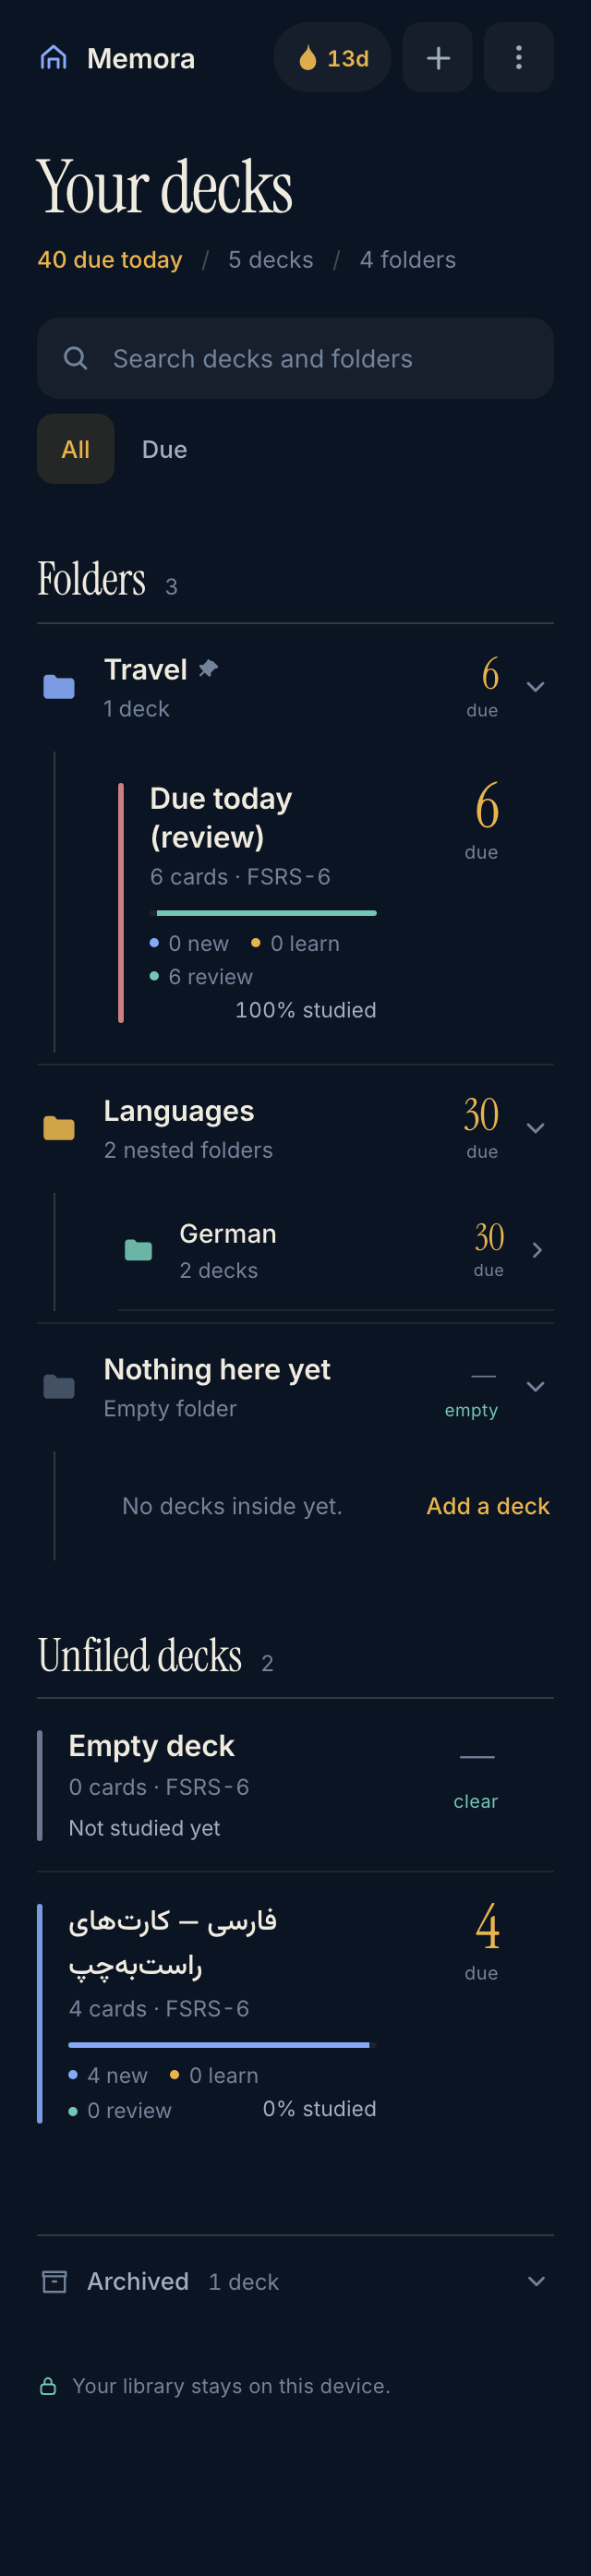 Memora
13d
Your decks
40 due today / 5 decks / 4 folders
Search decks and folders
All
Due
Folders 3
Travel
1 deck
6
due
Due today
(review)
6 cards · FSRS-6
0 new
0 learn
6 review
100% studied
6
due
Languages
2 nested folders
30
due
German
2 decks
30
due
Nothing here yet
Empty folder
—
empty
No decks inside yet.
Add a deck
Unfiled decks 2
Empty deck
0 cards · FSRS-6
Not studied yet
—
clear
فارسی — کارت‌های
راست‌به‌چپ
4 cards · FSRS-6
4 new
0 learn
0 review
0% studied
4
due
Archived 1 deck
Your library stays on this device.